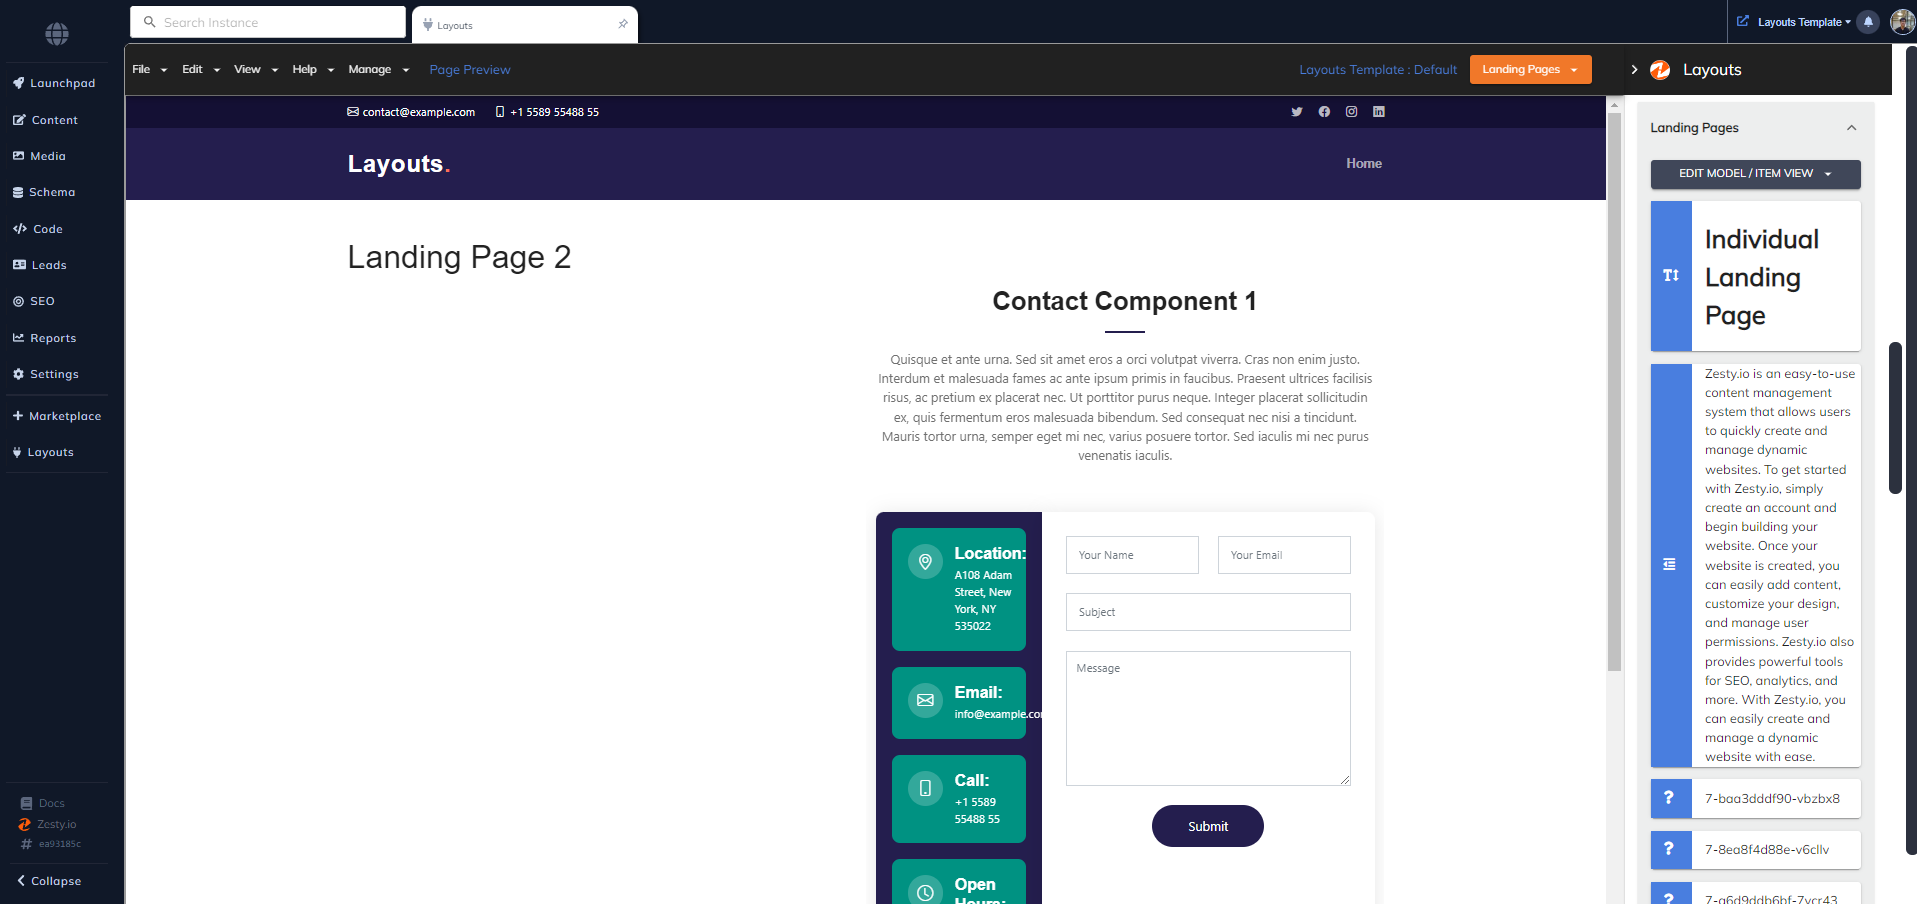 Search Instance
Layouts
Layouts Template
Launchpad
Content
Media
Schema
Code
Leads
SEO
Reports
Settings
Marketplace
Layouts
Docs
Zesty.io
ea93185c
Collapse
File Edit View Help Manage Page Preview
Layouts Template : Default
Landing Pages
Layouts
contact@example.com +1 5589 55488 55
Layouts.
Home
Landing Page 2
Contact Component 1
Quisque et ante urna. Sed sit amet eros a orci volutpat viverra. Cras non enim justo.
Interdum et malesuada fames ac ante ipsum primis in faucibus. Praesent ultrices facilisis
risus, ac pretium ex placerat nec. Ut porttitor purus neque. Integer placerat sollicitudin
ex, quis fermentum eros malesuada bibendum. Sed consequat nec nisi a tincidunt.
Mauris tortor urna, semper eget mi nec, varius posuere tortor. Sed iaculis mi nec purus
venenatis iaculis.
Location:
A108 Adam
Street, New
York, NY
535022
Email:
info@example.co
Call:
+1 5589
55488 55
Open
Hours:
Your Name
Your Email
Subject
Message
Submit
Landing Pages
EDIT MODEL / ITEM VIEW
Individual
Landing
Page
Zesty.io is an easy-to-use
content management
system that allows users
to quickly create and
manage dynamic
websites. To get started
with Zesty.io, simply
create an account and
begin building your
website. Once your
website is created, you
can easily add content,
customize your design,
and manage user
permissions. Zesty.io also
provides powerful tools
for SEO, analytics, and
more. With Zesty.io, you
can easily create and
manage a dynamic
website with ease.
? 7-baa3dddf90-vbzbx8
? 7-8ea8f4d88e-v6cllv
? 7-a6d9ddb6bf-7vcr43